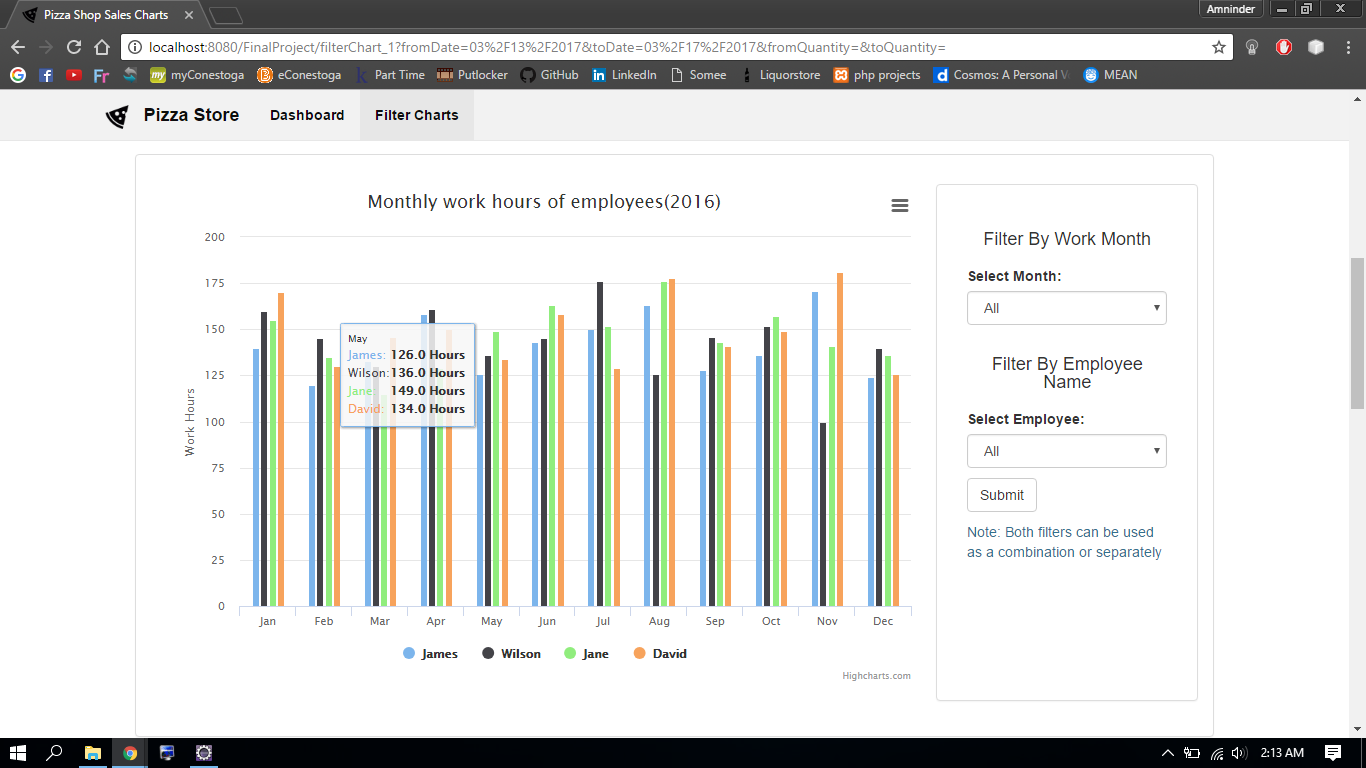 Pizza Shop Sales Charts
Amninder
localhost:8080/FinalProject/filterChart_1?fromDate=03%2F13%2F2017&toDate=03%2F17%2F2017&fromQuantity=&toQuantity=
myConestoga eConestoga Part Time Putlocker GitHub LinkedIn Somee Liquorstore php projects Cosmos: A Personal MEAN
Pizza Store Dashboard Filter Charts
Monthly work hours of employees(2016)
Work Hours
200
175
150
125
100
75
50
25
0
May
James: 126.0 Hours
Wilson: 136.0 Hours
Jane: 149.0 Hours
David: 134.0 Hours
Jan Feb Mar Apr May Jun Jul Aug Sep Oct Nov Dec
James Wilson Jane David
Highcharts.com
Filter By Work Month
Select Month:
All
Filter By Employee
Name
Select Employee:
All
Submit
Note: Both filters can be used
as a combination or separately
2:13 AM